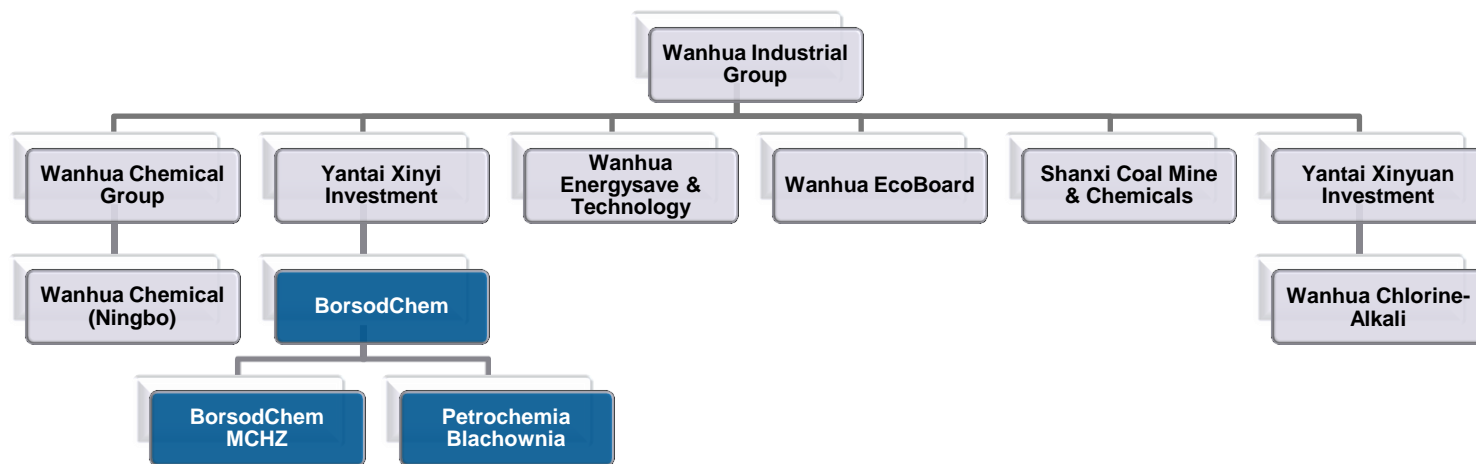 Wanhua Industrial
Group
Wanhua Chemical
Group
Yantai Xinyi
Investment
Wanhua
Energysave &
Technology
Wanhua EcoBoard
Shanxi Coal Mine
& Chemicals
Yantai Xinyuan
Investment
Wanhua Chemical
(Ningbo)
BorsodChem
Wanhua Chlorine-
Alkali
BorsodChem
MCHZ
Petrochemia
Blachownia